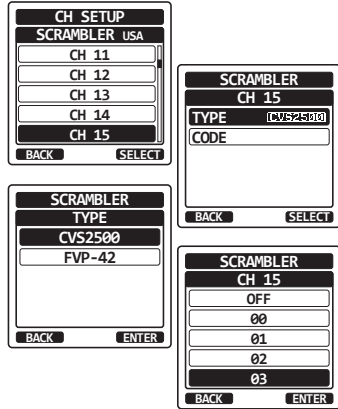 CH SETUP
SCRAMBLER USA
CH 11
CH 12
CH 13
CH 14
CH 15
BACK SELECT
SCRAMBLER
CH 15
TYPE CVS2500
CODE
BACK SELECT
SCRAMBLER
TYPE
CVS2500
FVP-42
BACK ENTER
SCRAMBLER
CH 15
OFF
00
01
02
03
BACK ENTER